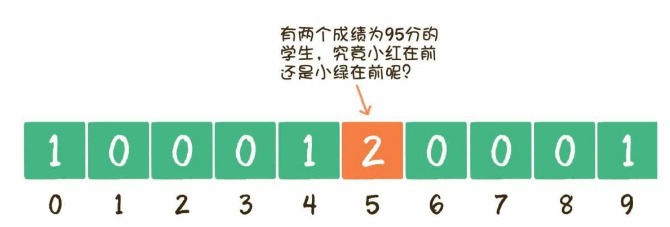 有两个成绩为95分的
学生，究竟小红在前
还是小绿在前呢？
1 0 0 0 1 2 0 0 0 1
0 1 2 3 4 5 6 7 8 9